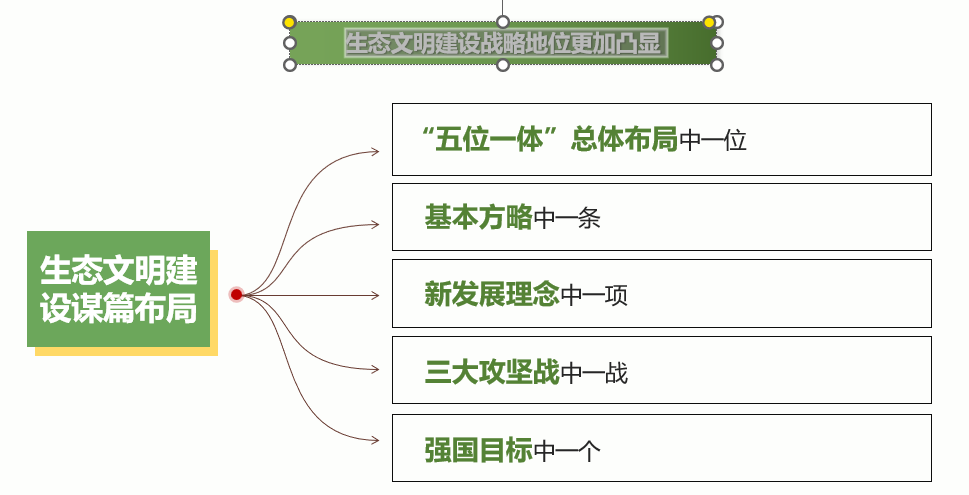 生态文明建设战略地位更加凸显
“五位一体”总体布局中一位
基本方略中一条
生态文明建
设谋篇布局
新发展理念中一项
三大攻坚战中一战
强国目标中一个